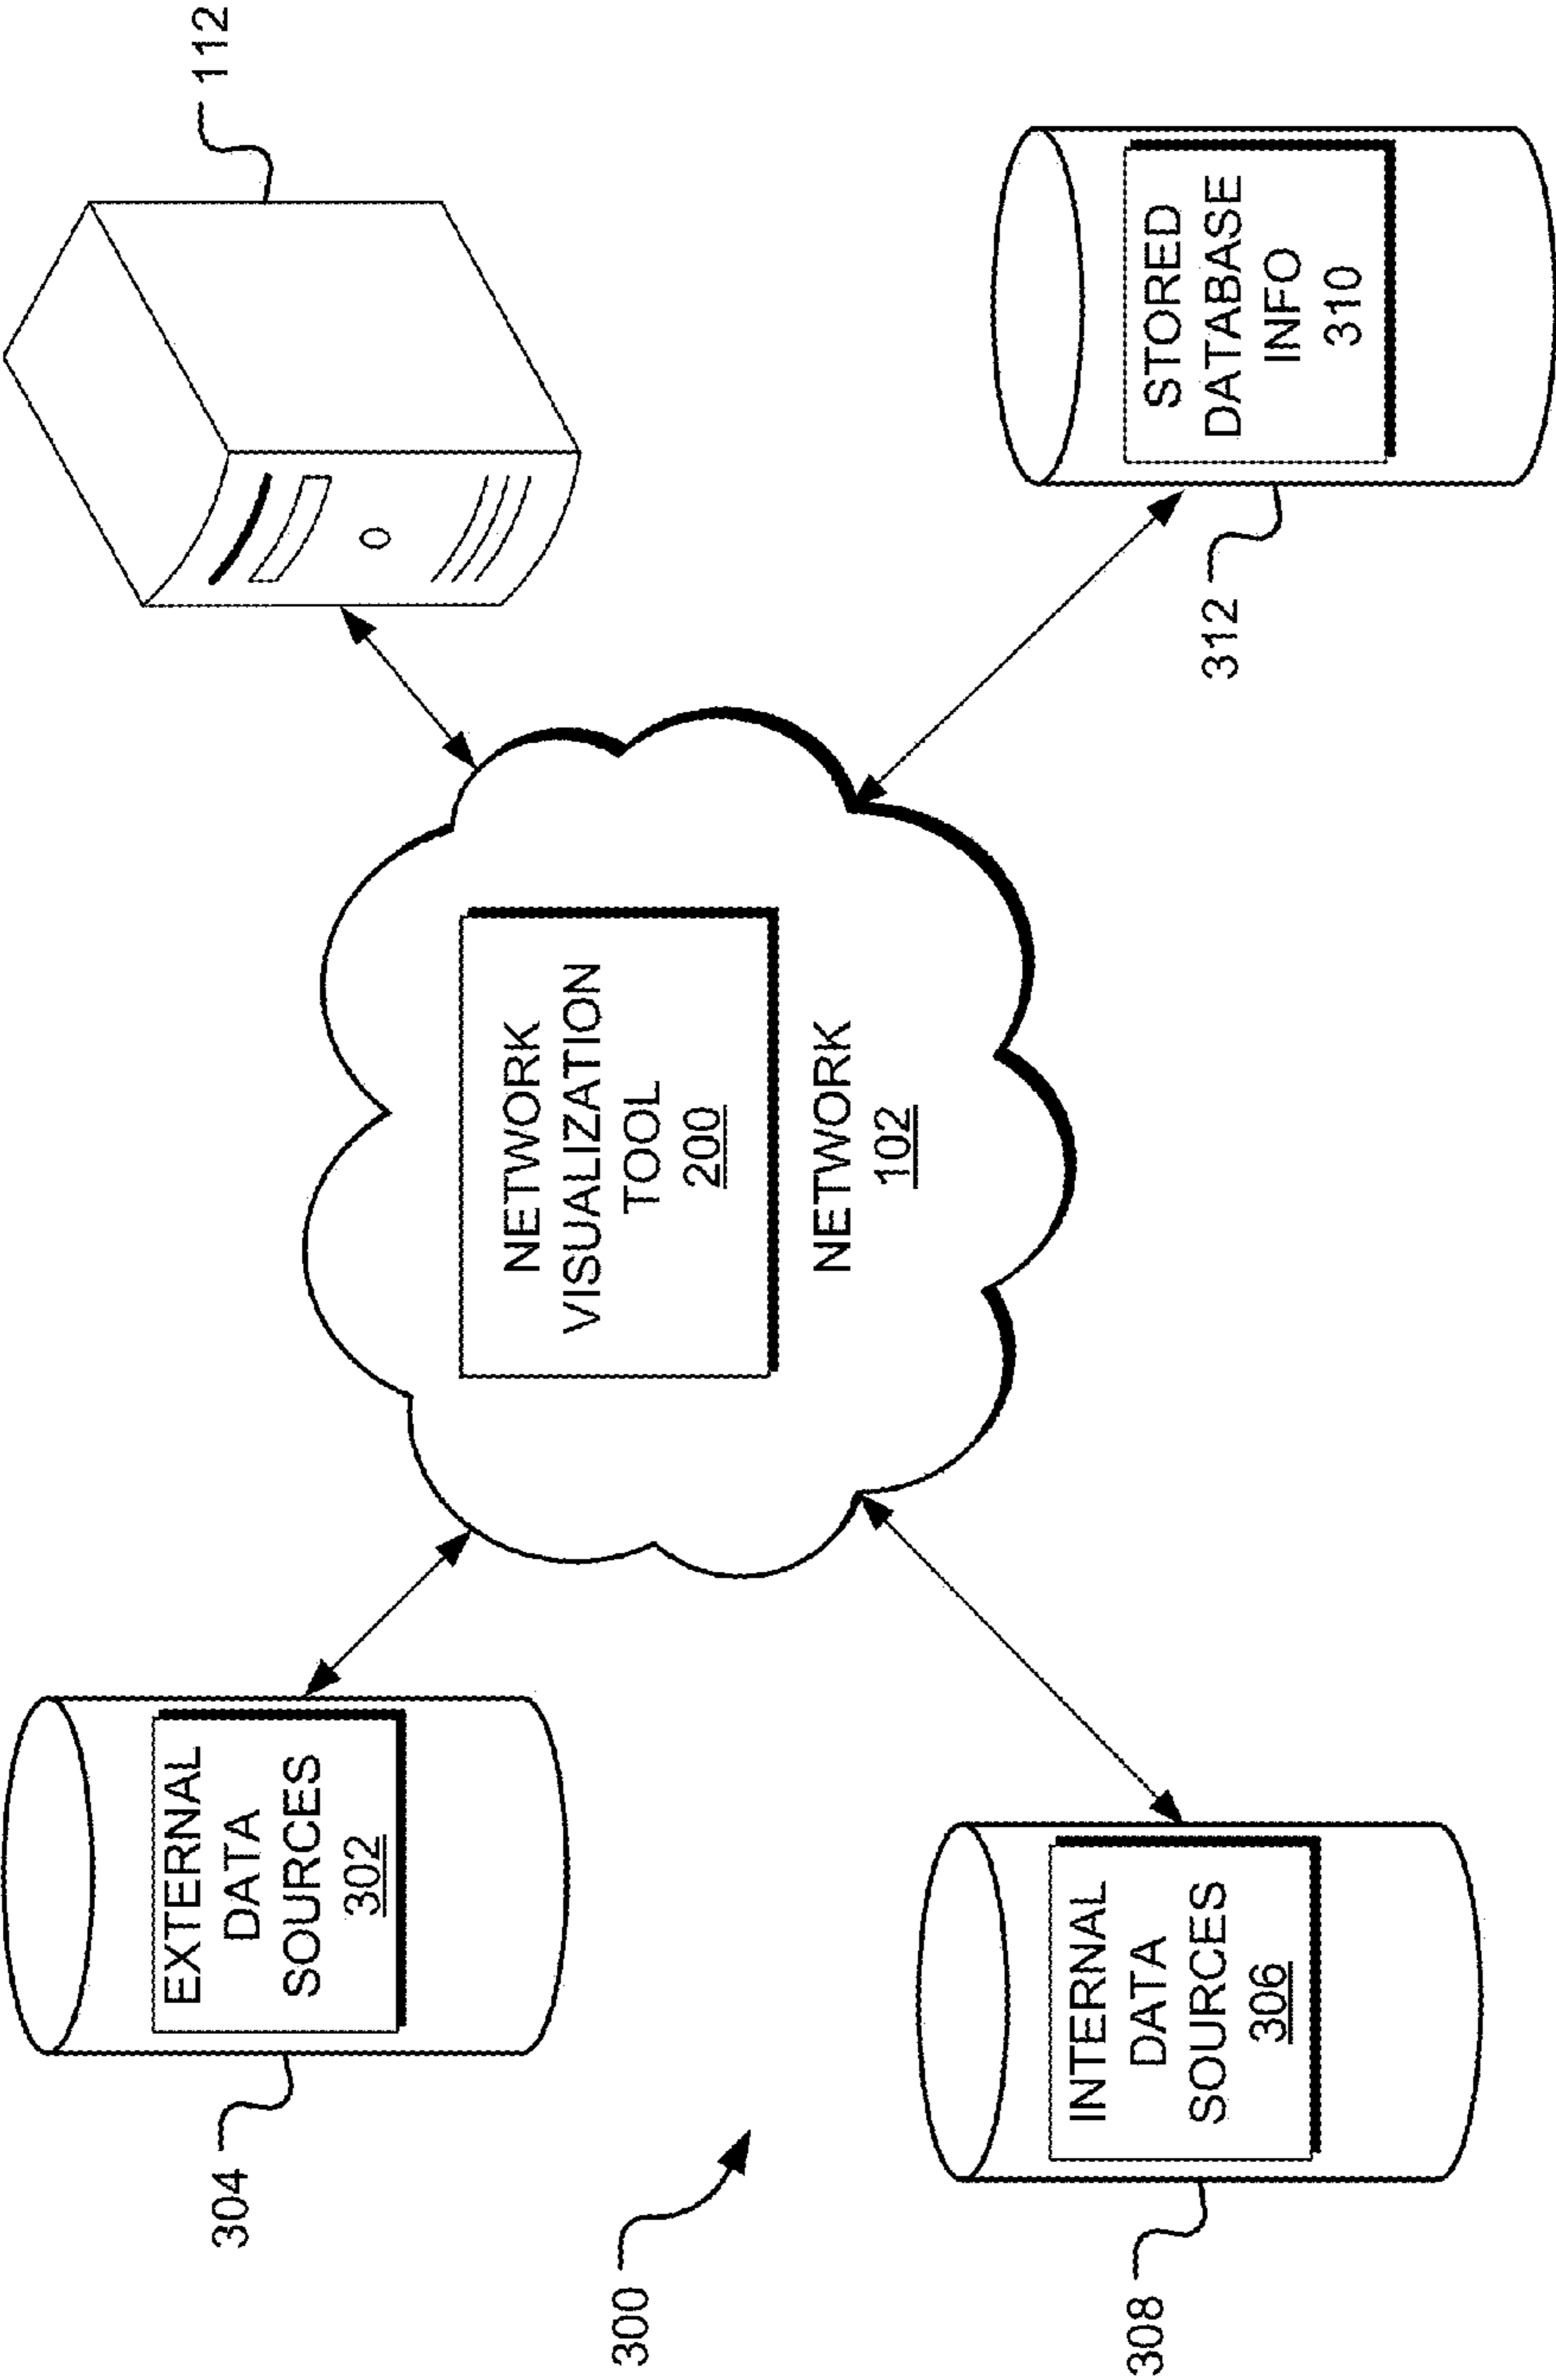 304
EXTERNAL
DATA
SOURCES
302
112
NETWORK
VISUALIZATION
TOOL
200
NETWORK
102
300
308
INTERNAL
DATA
SOURCES
306
312
STORED
DATABASE
INFO
310